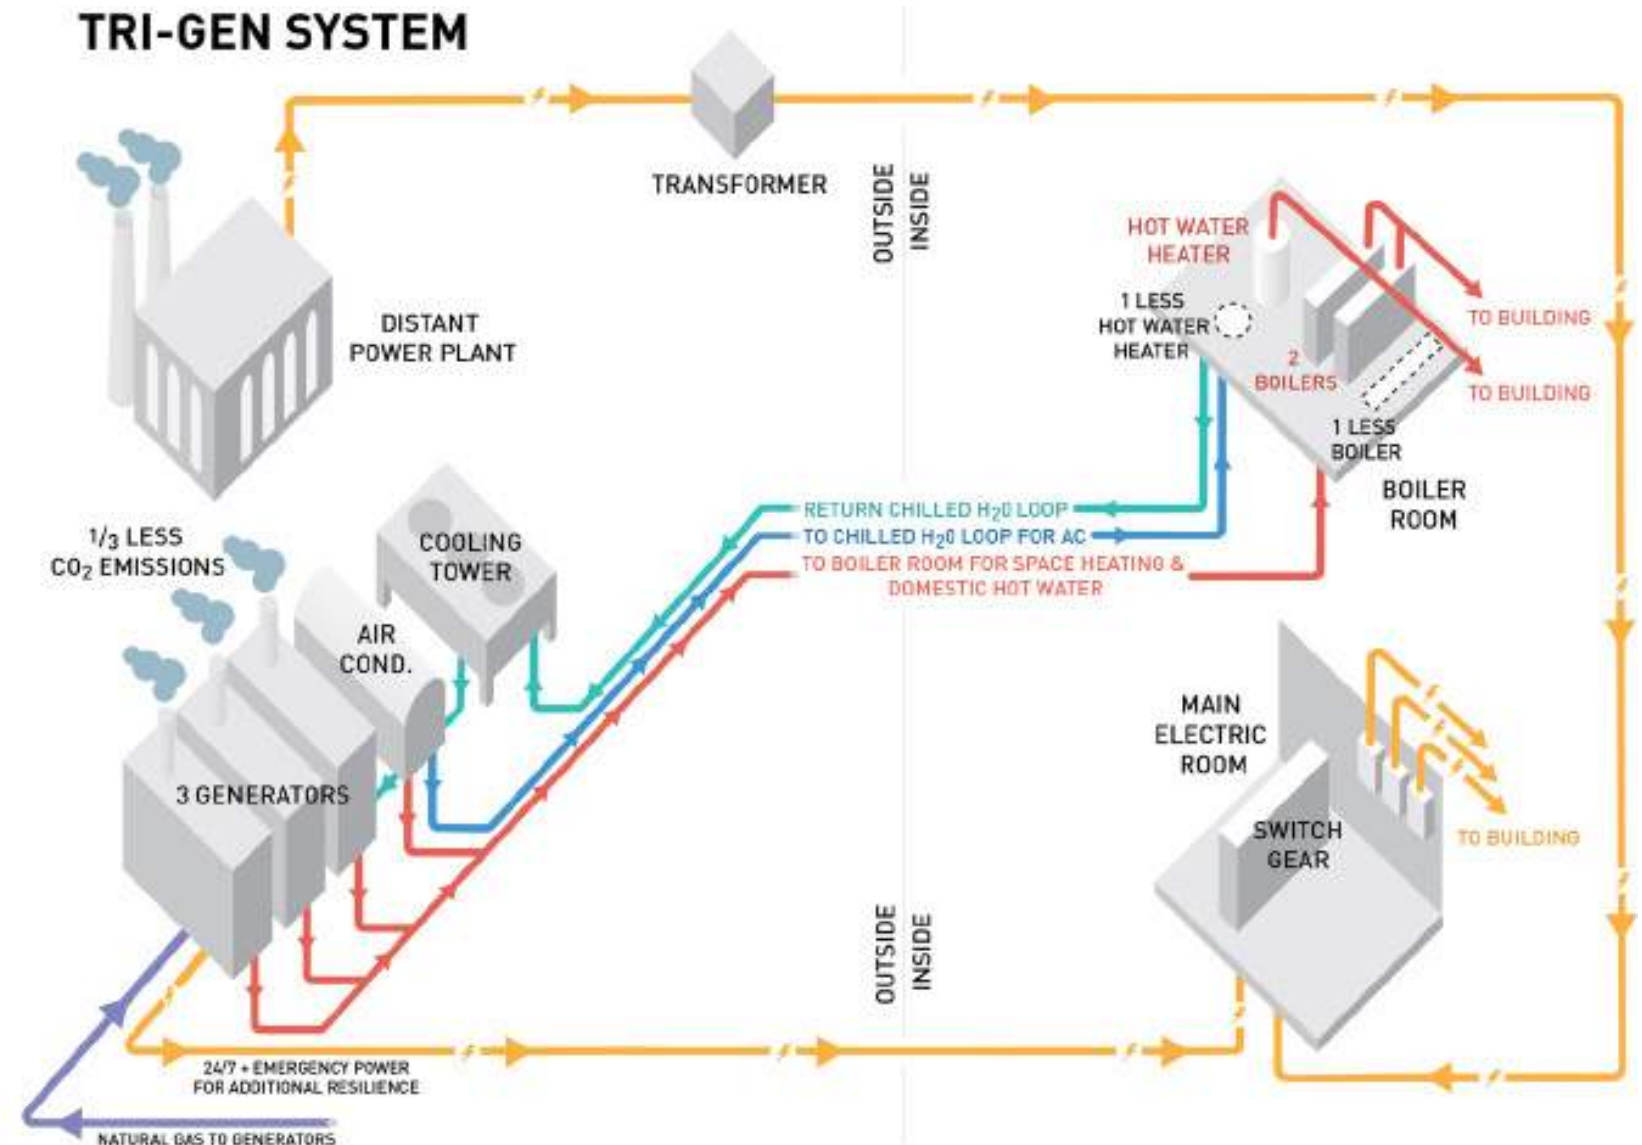 TRI-GEN SYSTEM
TRANSFORMER
OUTSIDE
INSIDE
DISTANT
POWER PLANT
HOT WATER
HEATER
1 LESS
HOT WATER
HEATER
2
BOILERS
1 LESS
BOILER
TO BUILDING
TO BUILDING
BOILER
ROOM
1/3 LESS
CO₂ EMISSIONS
COOLING
TOWER
AIR
COND.
3 GENERATORS
RETURN CHILLED H₂O LOOP
TO CHILLED H₂O LOOP FOR AC
TO BOILER ROOM FOR SPACE HEATING &
DOMESTIC HOT WATER
MAIN
ELECTRIC
ROOM
SWITCH
GEAR
TO BUILDING
OUTSIDE
INSIDE
24/7 + EMERGENCY POWER
FOR ADDITIONAL RESILIENCE
NATURAL GAS TO GENERATORS